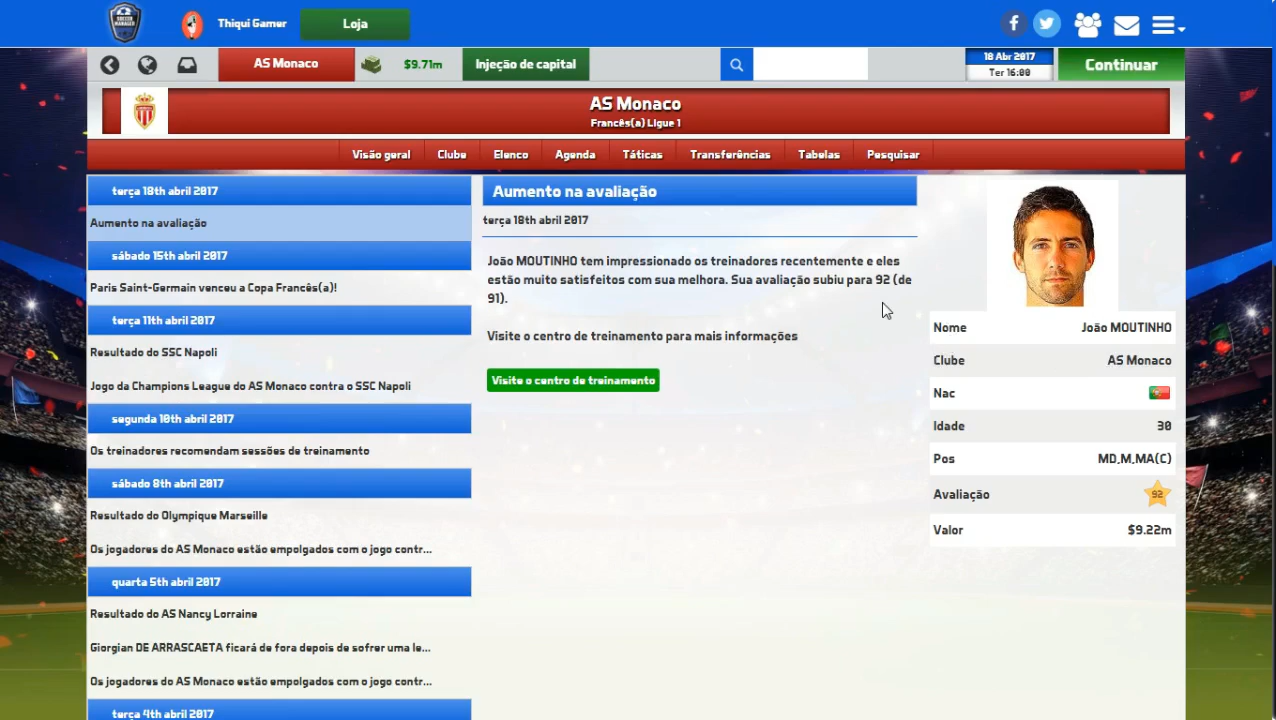 SOCCER MANAGER
Thiqui Gamer
Loja
AS Monaco
$9.71m
Injeção de capital
18 Abr 2017
Ter 16:00
Continuar
AS Monaco
Francês(a) Ligue 1
Visão geral
Clube
Elenco
Agenda
Táticas
Transferências
Tabelas
Pesquisar
terça 18th abril 2017
Aumento na avaliação
sábado 15th abril 2017
Paris Saint-Germain venceu a Copa Francês(a)!
terça 11th abril 2017
Resultado do SSC Napoli
Jogo da Champions League do AS Monaco contra o SSC Napoli
segunda 10th abril 2017
Os treinadores recomendam sessões de treinamento
sábado 8th abril 2017
Resultado do Olympique Marseille
Os jogadores do AS Monaco estão empolgados com o jogo contr...
quarta 5th abril 2017
Resultado do AS Nancy Lorraine
Giorgian DE ARRASCAETA ficará de fora depois de sofrer uma le...
Os jogadores do AS Monaco estão empolgados com o jogo contr...
terça 4th abril 2017
Aumento na avaliação
terça 18th abril 2017
João MOUTINHO tem impressionado os treinadores recentemente e eles
estão muito satisfeitos com sua melhora. Sua avaliação subiu para 92 (de
91).
Visite o centro de treinamento para mais informações
Visite o centro de treinamento
Nome João MOUTINHO
Clube AS Monaco
Nac
Idade 30
Pos MD,M,MA(C)
Avaliação 92
Valor $9.22m